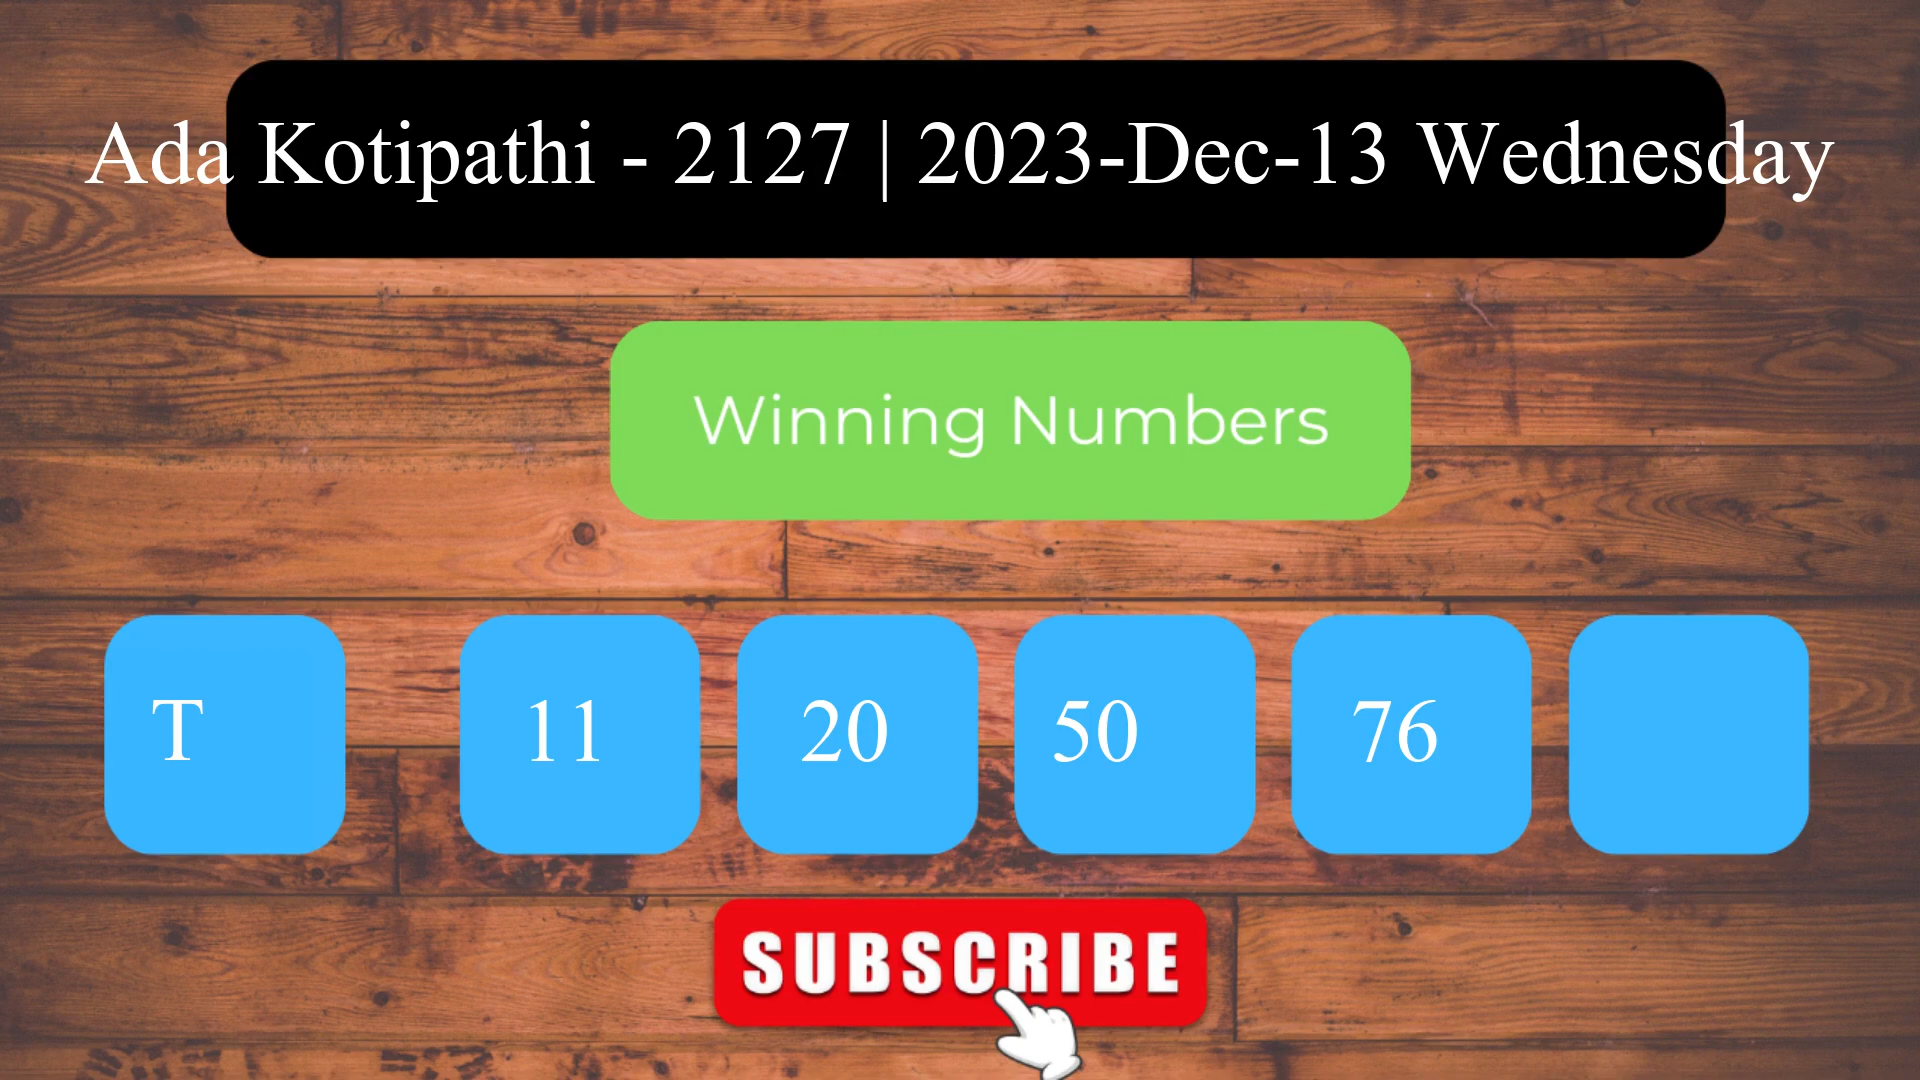 Ada Kotipathi - 2127 | 2023-Dec-13 Wednesday
Winning Numbers
T 11 20 50 76
SUBSCRIBE